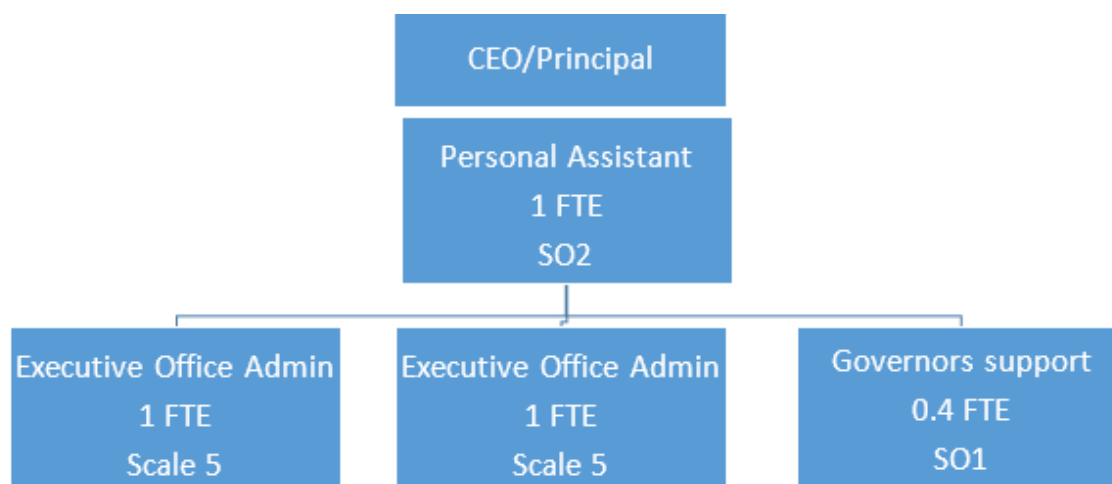 CEO/Principal
Personal Assistant
1 FTE
SO2
Executive Office Admin
1 FTE
Scale 5
Executive Office Admin
1 FTE
Scale 5
Governors support
0.4 FTE
SO1